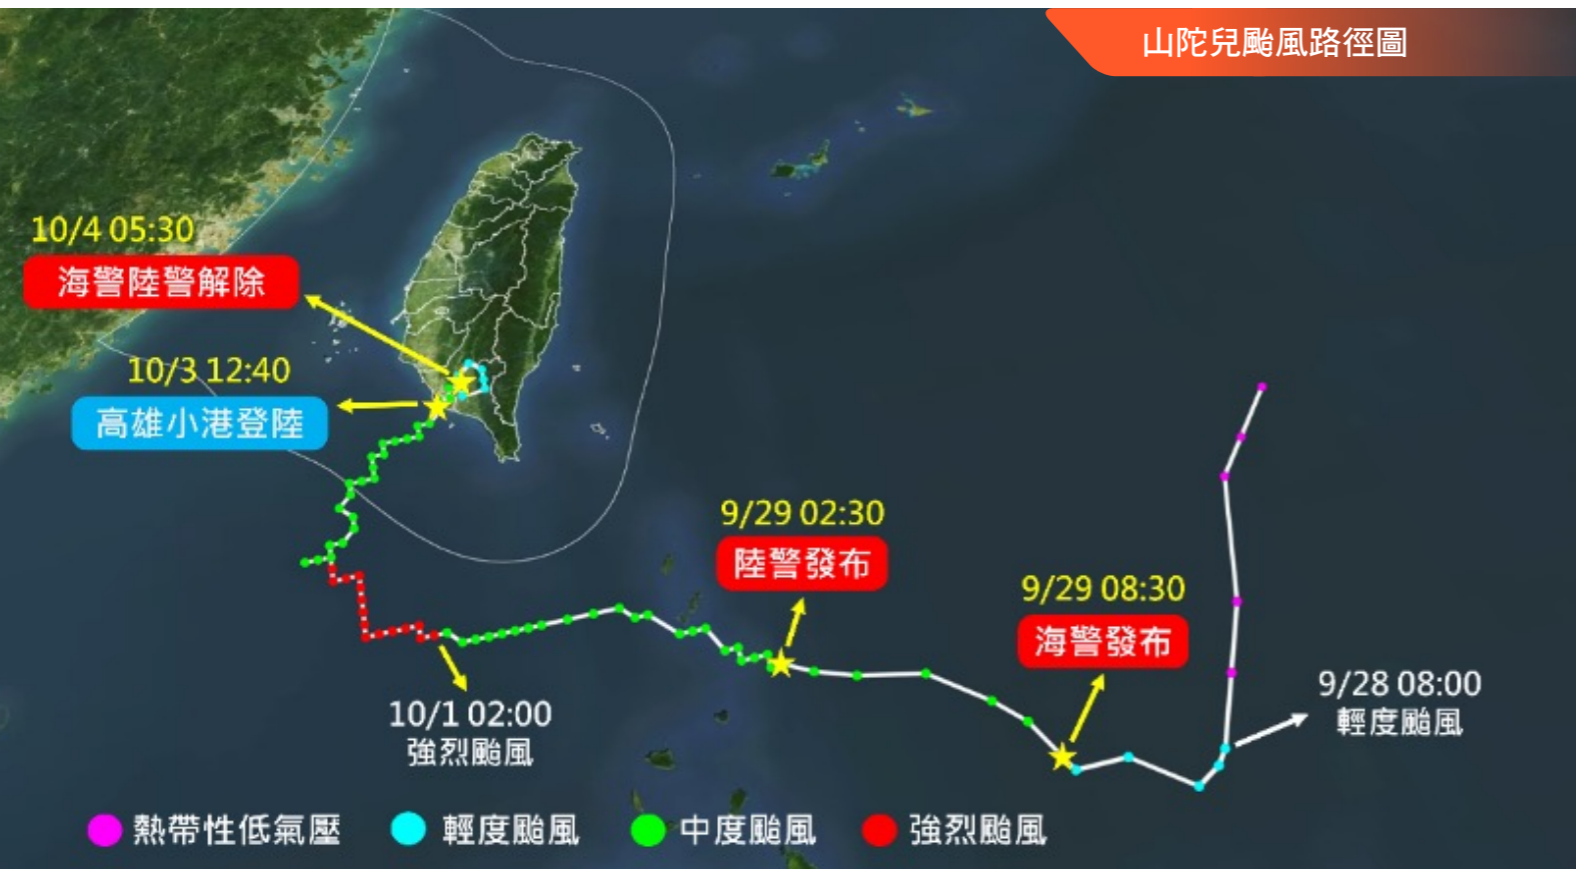 山陀兒颱風路徑圖
10/4 05:30
海警陸警解除
10/3 12:40
高雄小港登陸
9/29 02:30
陸警發布
9/29 08:30
海警發布
9/28 08:00
輕度颱風
10/1 02:00
強烈颱風
熱帶性低氣壓
輕度颱風
中度颱風
強烈颱風